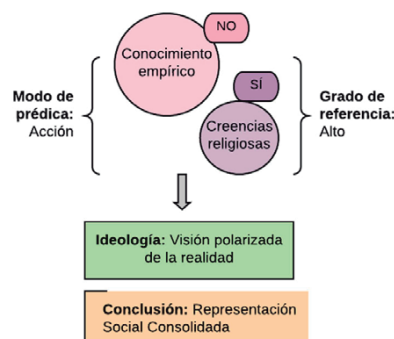 NO
Conocimiento
empírico
SÍ
Creencias
religiosas
Modo de
prédica:
Acción
Grado de
referencia:
Alto
Ideología: Visión polarizada
de la realidad
Conclusión: Representación
Social Consolidada